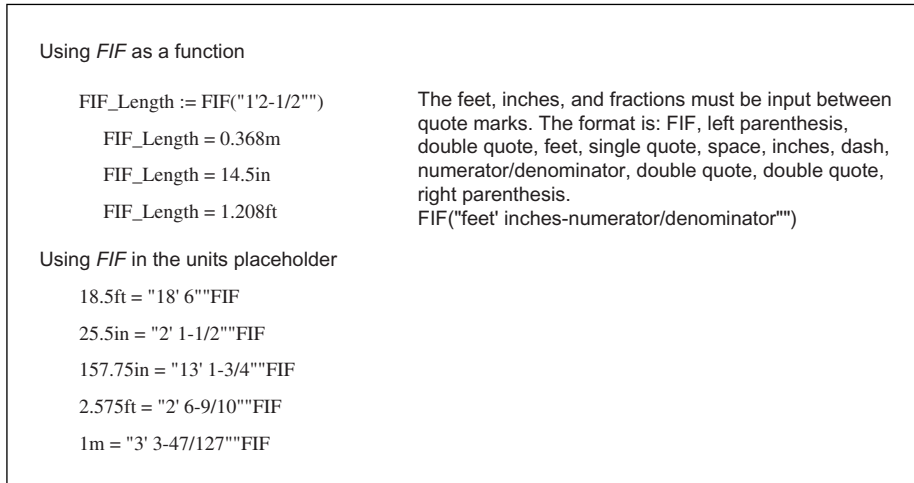 Using FIF as a function
FIF_Length := FIF("1'2-1/2"")
FIF_Length = 0.368m
FIF_Length = 14.5in
FIF_Length = 1.208ft
The feet, inches, and fractions must be input between
quote marks. The format is: FIF, left parenthesis,
double quote, feet, single quote, space, inches, dash,
numerator/denominator, double quote, double quote,
right parenthesis.
FIF("feet' inches-numerator/denominator"")
Using FIF in the units placeholder
18.5ft = "18' 6""FIF
25.5in = "2' 1-1/2""FIF
157.75in = "13' 1-3/4""FIF
2.575ft = "2' 6-9/10""FIF
1m = "3' 3-47/127""FIF